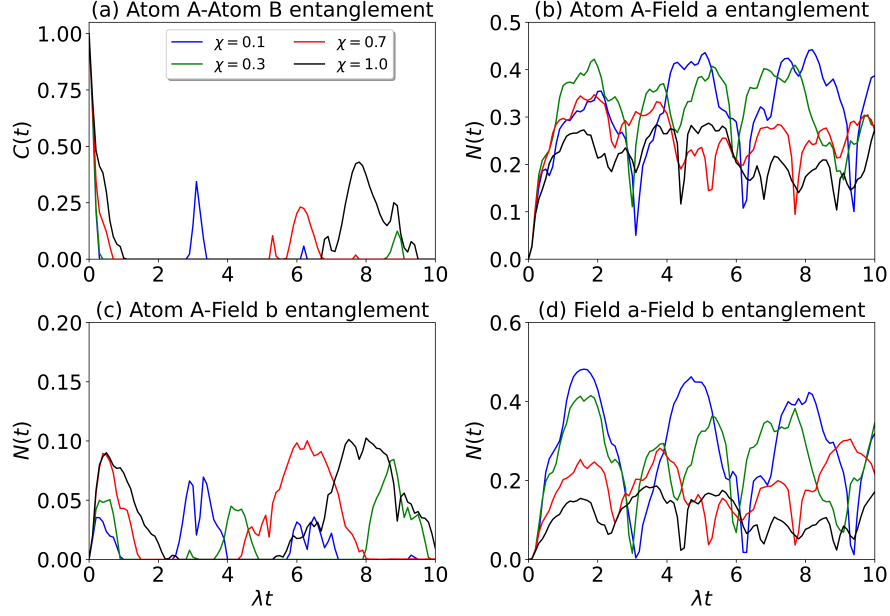 (a) Atom A-Atom B entanglement
C(t)
1.00
0.75
0.50
0.25
0.00
χ = 0.1
χ = 0.3
χ = 0.7
χ = 1.0
0 2 4 6 8 10
(b) Atom A-Field a entanglement
N(t)
0.5
0.4
0.3
0.2
0.1
0.0
0 2 4 6 8 10
(c) Atom A-Field b entanglement
N(t)
0.20
0.15
0.10
0.05
0.00
0 2 4 6 8 10
λt
(d) Field a-Field b entanglement
N(t)
0.6
0.4
0.2
0.0
0 2 4 6 8 10
λt